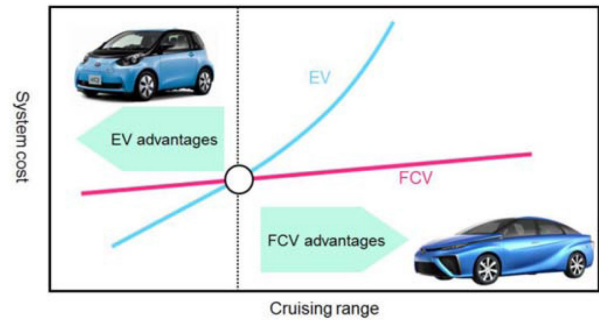 System cost
EV
EV advantages
FCV
FCV advantages
Cruising range